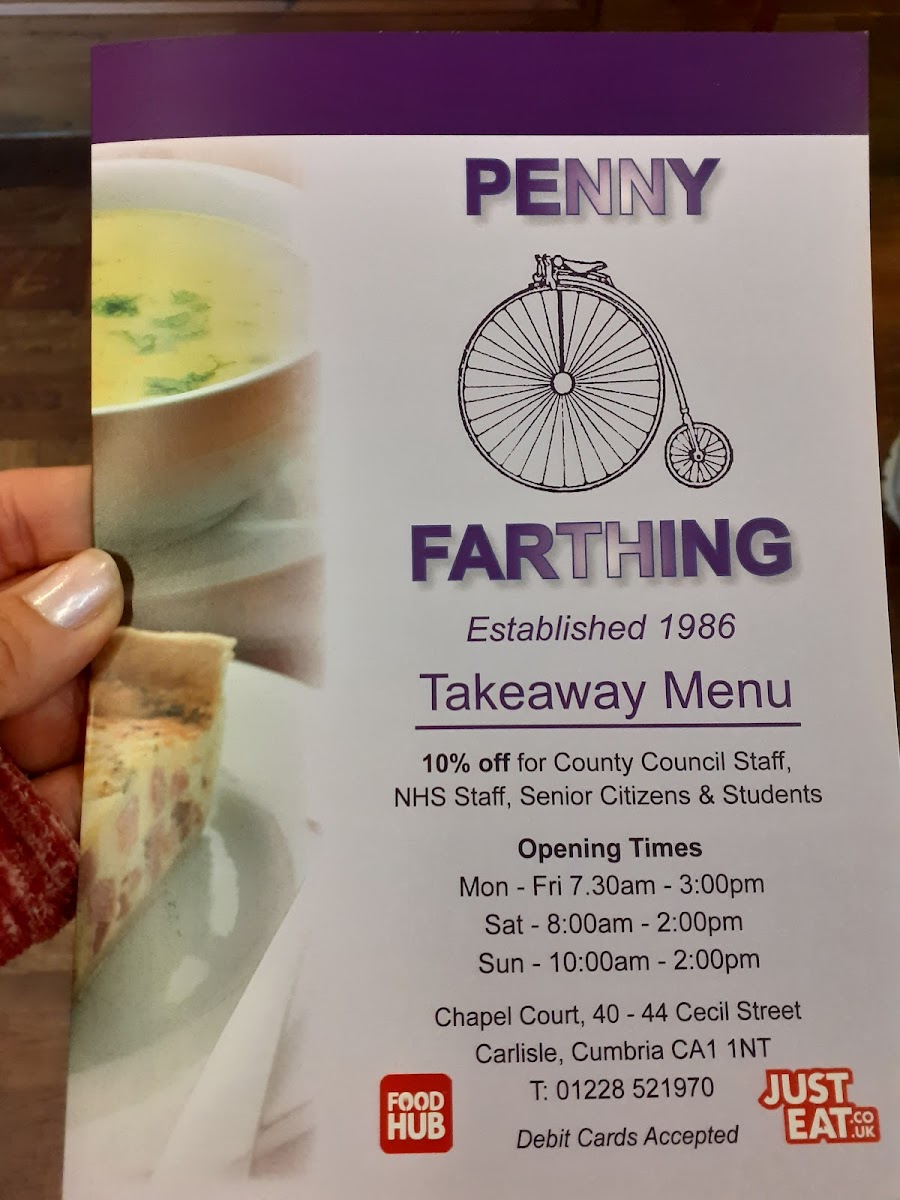 PENNY
FARTHING
Established 1986
Takeaway Menu
10% off for County Council Staff,
NHS Staff, Senior Citizens & Students
Opening Times
Mon - Fri 7.30am - 3:00pm
Sat - 8:00am - 2:00pm
Sun - 10:00am - 2:00pm
Chapel Court, 40 - 44 Cecil Street
Carlisle, Cumbria CA1 1NT
T: 01228 521970
Debit Cards Accepted
FOOD
HUB
JUST
EAT.CO
.UK